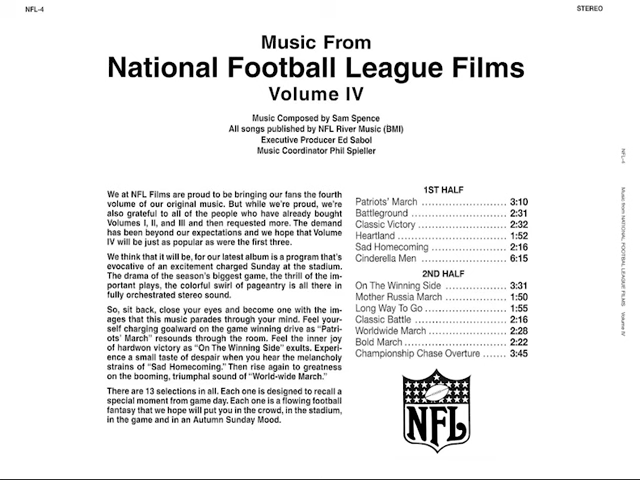 NFL-4
STEREO
Music From
National Football League Films
Volume IV
Music Composed by Sam Spence
All songs published by NFL River Music (BMI)
Executive Producer Ed Sabol
Music Coordinator Phil Spieller
We at NFL Films are proud to be bringing our fans the fourth
volume of our original music. But while we're proud, we're
also grateful to all of the people who have already bought
Volumes I, II, and III and then requested more. The demand
has been beyond our expectations and we hope that Volume
IV will be just as popular as were the first three.
We think that it will be, for our latest album is a program that's
evocative of an excitement charged Sunday at the stadium.
The drama of the season's biggest game, the thrill of the im-
portant plays, the colorful swirl of pageantry is all there in
fully orchestrated stereo sound.
So, sit back, close your eyes and become one with the im-
ages that this music parades through your mind. Feel your-
self charging goalward on the game winning drive as "Patri-
ots' March" resounds through the room. Feel the inner joy
of hardwon victory as "On The Winning Side" exults. Experi-
ence a small taste of despair when you hear the melancholy
strains of "Sad Homecoming." Then rise again to greatness
on the booming, triumphal sound of "World-wide March."
There are 13 selections in all. Each one is designed to recall a
special moment from game day. Each one is a flowing football
fantasy that we hope will put you in the crowd, in the stadium,
in the game and in an Autumn Sunday Mood.
1ST HALF
Patriots' March ........................ 3:10
Battleground ........................... 2:31
Classic Victory ......................... 2:32
Heartland ............................... 1:52
Sad Homecoming ..................... 2:16
Cinderella Men ........................ 6:15
2ND HALF
On The Winning Side ................ 3:31
Mother Russia March ................ 1:50
Long Way To Go ...................... 1:55
Classic Battle .......................... 2:16
Worldwide March ..................... 2:28
Bold March ............................. 2:22
Championship Chase Overture ....... 3:45
NFL
NFL-4
Music from NATIONAL FOOTBALL LEAGUE FILMS Volume IV